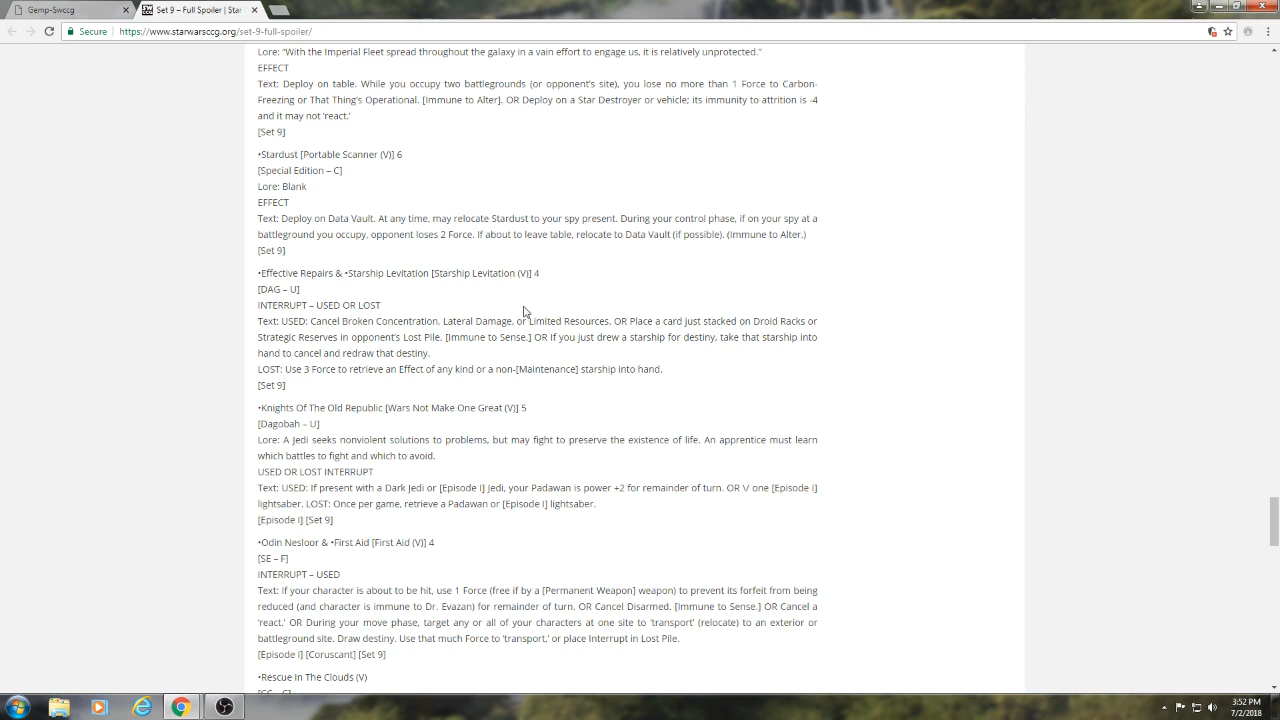 Gemp-Swccg
Set 9 – Full Spoiler | Star
Secure
https://www.starwarsccg.org/set-9-full-spoiler/
Lore: “With the Imperial Fleet spread throughout the galaxy in a vain effort to engage us, it is relatively unprotected.”
EFFECT
Text: Deploy on table. While you occupy two battlegrounds (or opponent’s site), you lose no more than 1 Force to Carbon-
Freezing or That Thing’s Operational. [Immune to Alter]. OR Deploy on a Star Destroyer or vehicle; its immunity to attrition is -4
and it may not ‘react.’
[Set 9]
•Stardust [Portable Scanner (V)] 6
[Special Edition – C]
Lore: Blank
EFFECT
Text: Deploy on Data Vault. At any time, may relocate Stardust to your spy present. During your control phase, if on your spy at a
battleground you occupy, opponent loses 2 Force. If about to leave table, relocate to Data Vault (if possible). (Immune to Alter.)
[Set 9]
•Effective Repairs & •Starship Levitation [Starship Levitation (V)] 4
[DAG – U]
INTERRUPT – USED OR LOST
Text: USED: Cancel Broken Concentration, Lateral Damage, or Limited Resources. OR Place a card just stacked on Droid Racks or
Strategic Reserves in opponent’s Lost Pile. [Immune to Sense.] OR If you just drew a starship for destiny, take that starship into
hand to cancel and redraw that destiny.
LOST: Use 3 Force to retrieve an Effect of any kind or a non-[Maintenance] starship into hand.
[Set 9]
•Knights Of The Old Republic [Wars Not Make One Great (V)] 5
[Dagobah – U]
Lore: A Jedi seeks nonviolent solutions to problems, but may fight to preserve the existence of life. An apprentice must learn
which battles to fight and which to avoid.
USED OR LOST INTERRUPT
Text: USED: If present with a Dark Jedi or [Episode I] Jedi, your Padawan is power +2 for remainder of turn. OR \/ one [Episode I]
lightsaber. LOST: Once per game, retrieve a Padawan or [Episode I] lightsaber.
[Episode I] [Set 9]
•Odin Nesloor & •First Aid [First Aid (V)] 4
[SE – F]
INTERRUPT – USED
Text: If your character is about to be hit, use 1 Force (free if by a [Permanent Weapon] weapon) to prevent its forfeit from being
reduced (and character is immune to Dr. Evazan) for remainder of turn. OR Cancel Disarmed. [Immune to Sense.] OR Cancel a
‘react.’ OR During your move phase, target any or all of your characters at one site to ‘transport’ (relocate) to an exterior or
battleground site. Draw destiny. Use that much Force to ‘transport,’ or place Interrupt in Lost Pile.
[Episode I] [Coruscant] [Set 9]
•Rescue In The Clouds (V)
[CC – C]
3:52 PM
7/2/2018